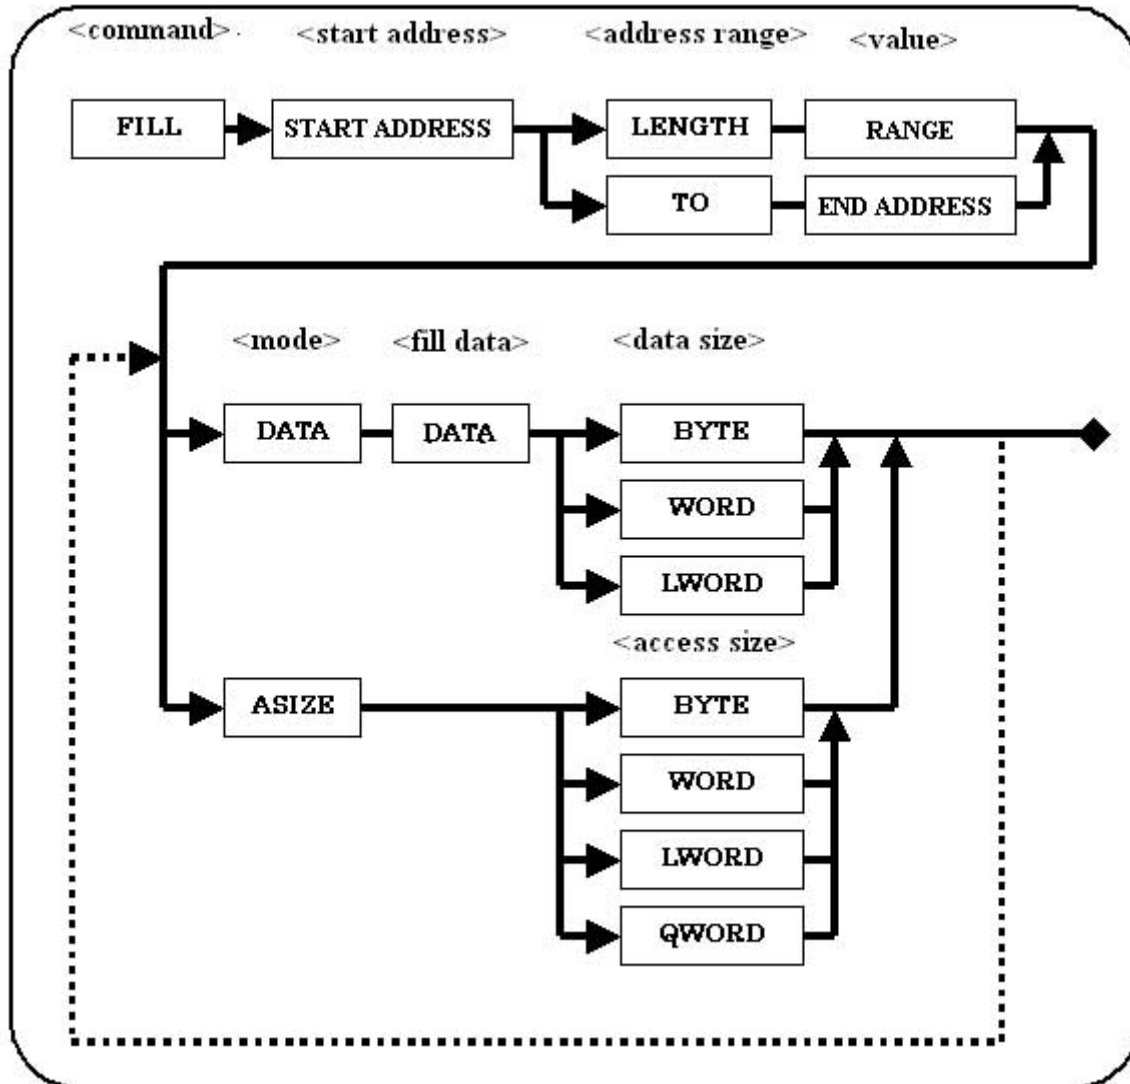 <command> <start address> <address range> <value>
FILL START ADDRESS LENGTH RANGE
TO END ADDRESS
<mode> <fill data> <data size>
DATA DATA BYTE
WORD
LWORD
<access size>
ASIZE BYTE
WORD
LWORD
QWORD